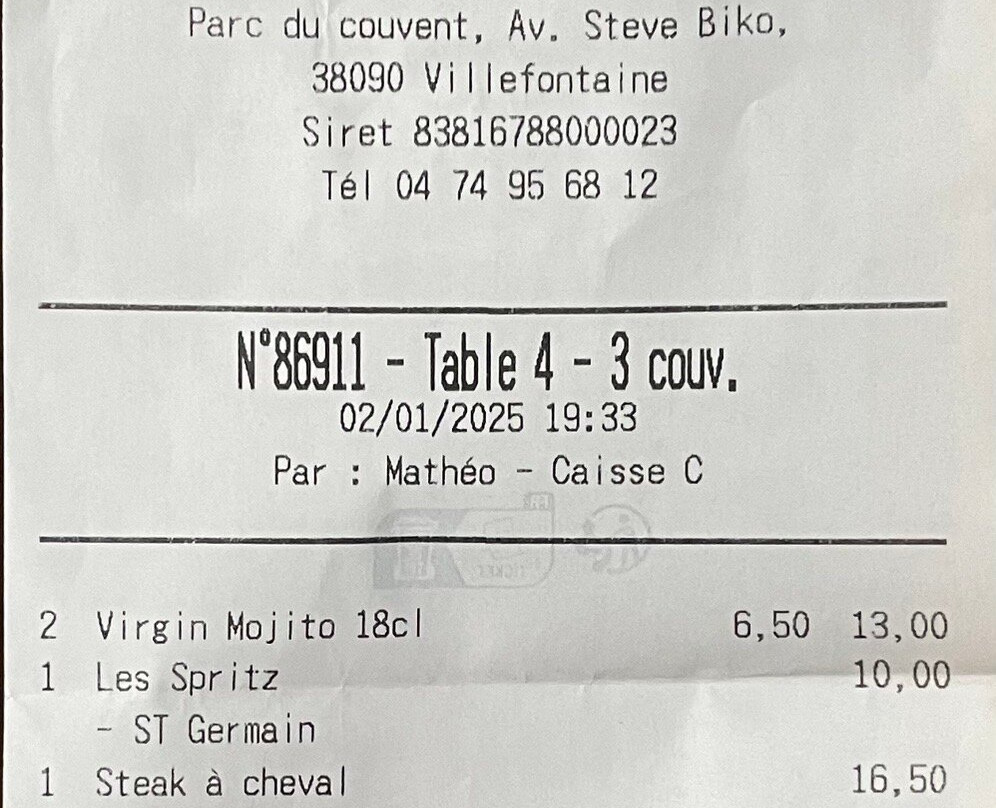 Parc du couvent, Av. Steve Biko,
38090 Villefontaine
Siret 83816788000023
Tél 04 74 95 68 12
N°86911 - Table 4 - 3 couv.
02/01/2025 19:33
Par : Mathéo - Caisse C
2 Virgin Mojito 18cl 6,50 13,00
1 Les Spritz 10,00
- ST Germain
1 Steak à cheval 16,50